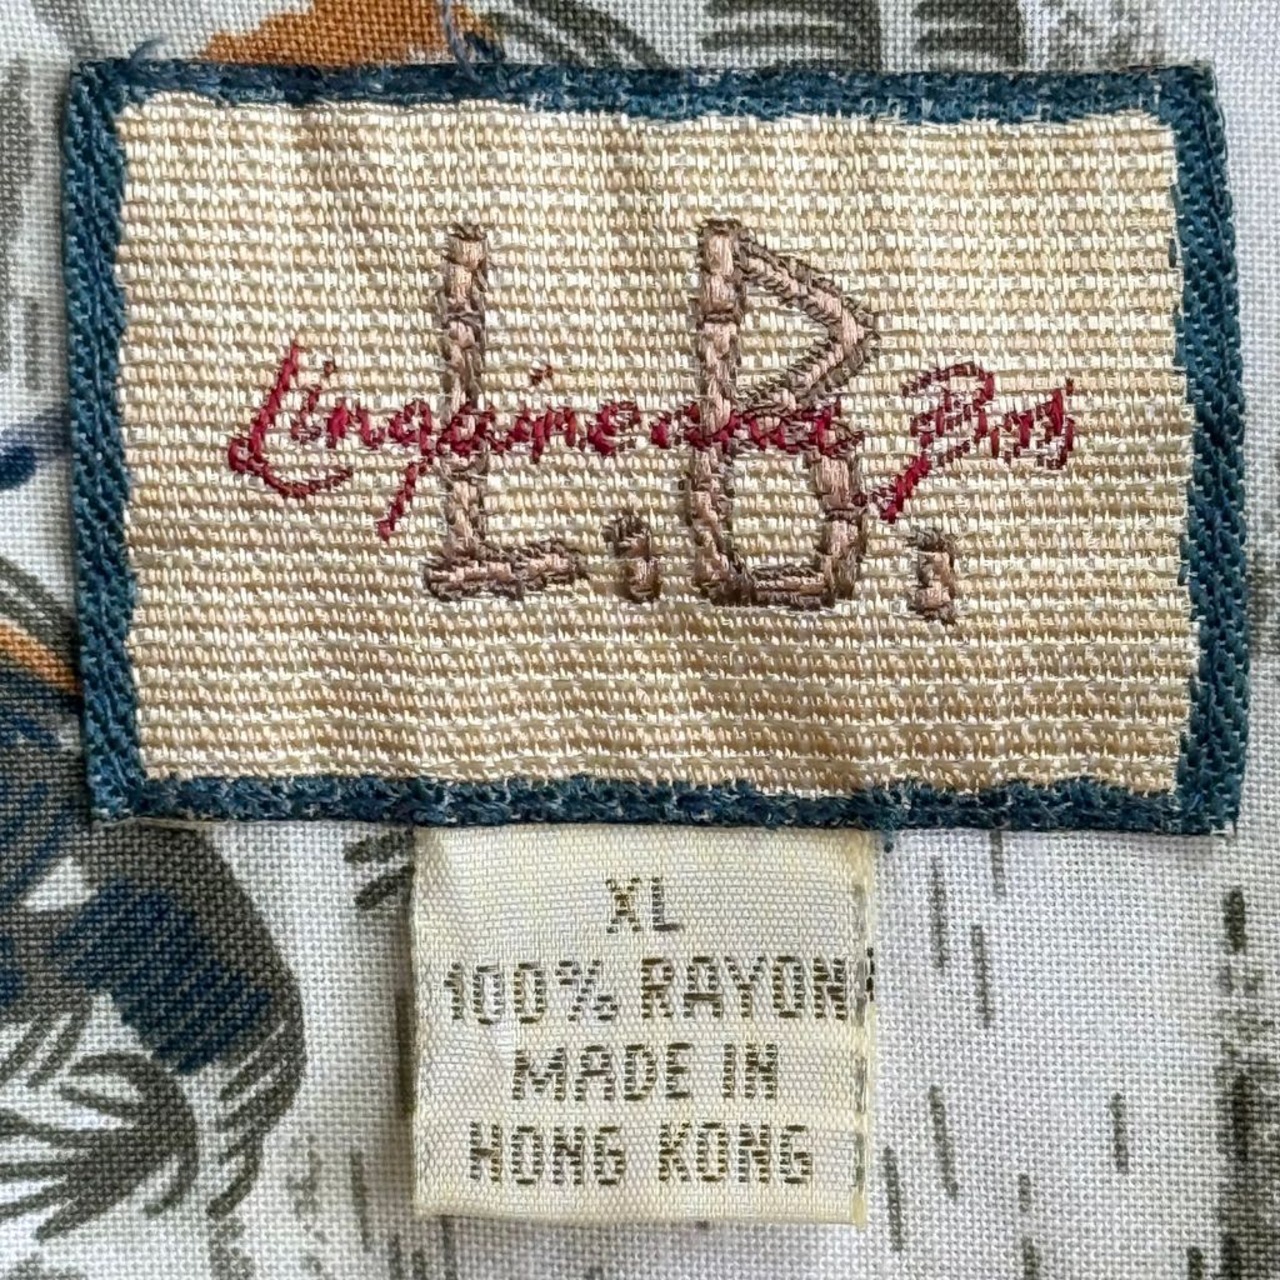 L.B.
XL
100% RAYON
MADE IN
HONG KONG